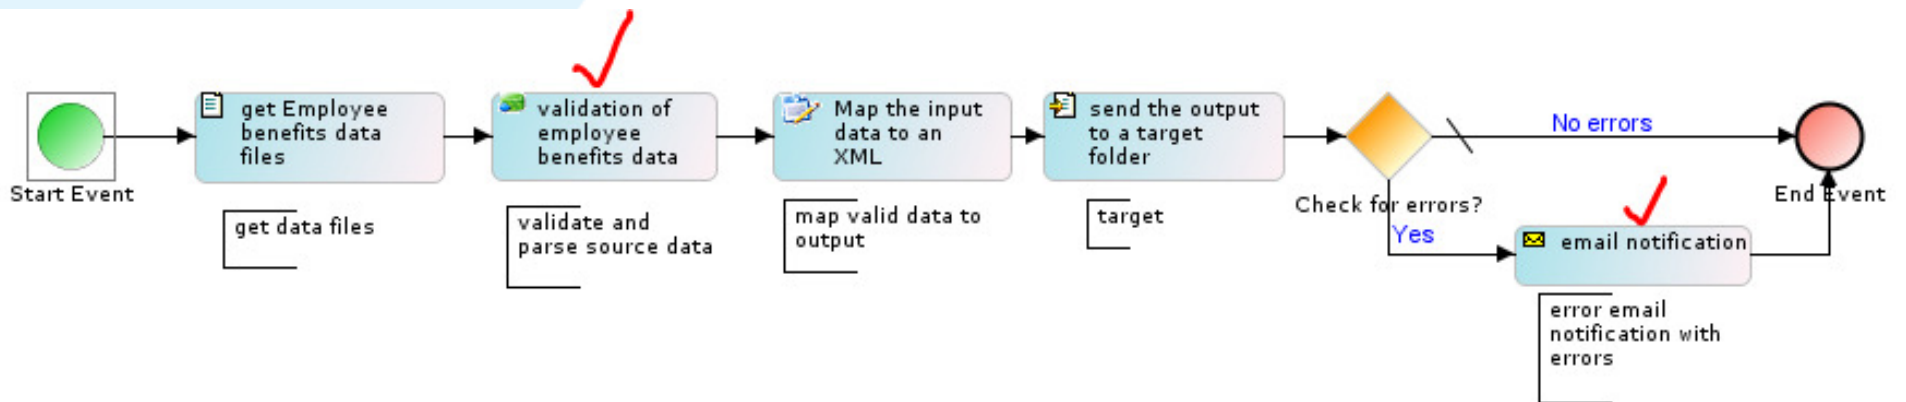 Start Event
get Employee
benefits data
files
get data files
validation of
employee
benefits data
validate and
parse source data
Map the input
data to an
XML
map valid data to
output
send the output
to a target
folder
target
Check for errors?
No errors
Yes
End Event
email notification
error email
notification with
errors